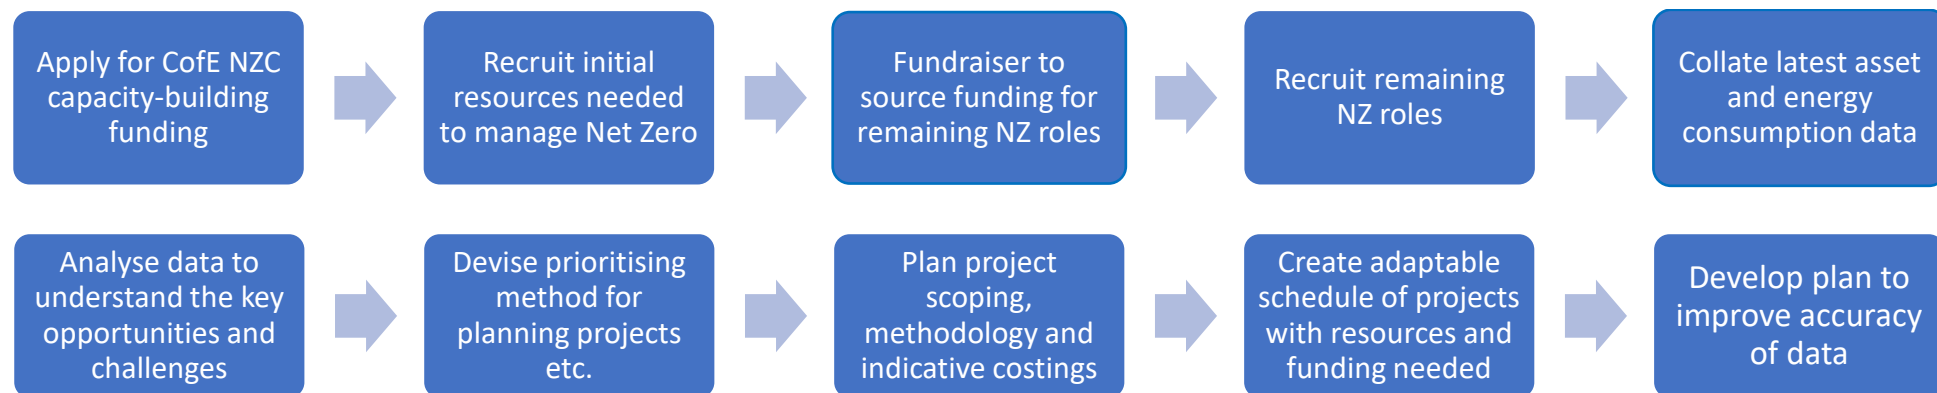 Apply for CofE NZC
capacity-building
funding
Recruit initial
resources needed
to manage Net Zero
Fundraiser to
source funding for
remaining NZ roles
Recruit remaining
NZ roles
Collate latest asset
and energy
consumption data
Analyse data to
understand the key
opportunities and
challenges
Devise prioritising
method for
planning projects
etc.
Plan project
scoping,
methodology and
indicative costings
Create adaptable
schedule of projects
with resources and
funding needed
Develop plan to
improve accuracy
of data